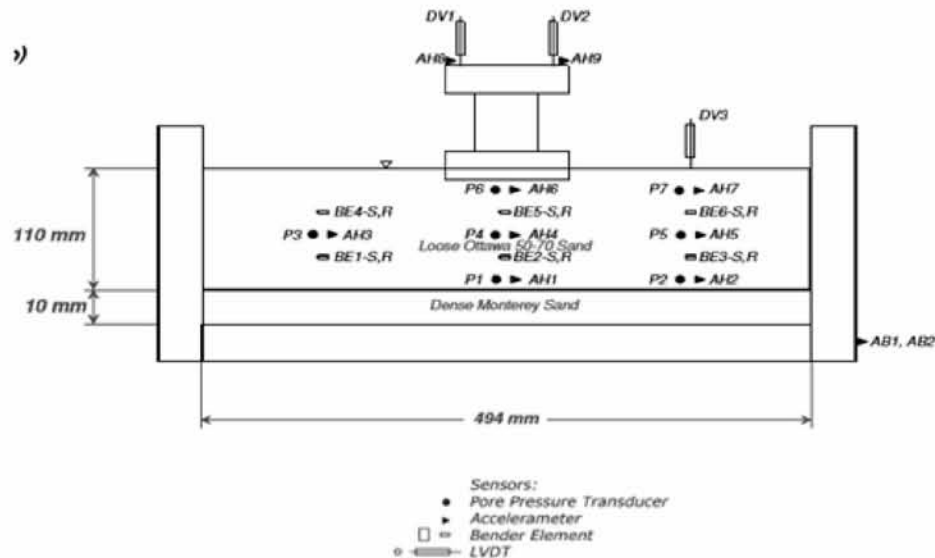 DV1 DV2
ə)
AH8 AH9
DV3
P6 AH6 P7 AH7
BE4-S,R BE5-S,R BE6-S,R
110 mm P3 AH3 P4 AH4 P5 AH5
Loose Ottawa 50-70 Sand
BE1-S,R BE2-S,R BE3-S,R
P1 AH1 P2 AH2
10 mm Dense Monterey Sand
AB1, AB2
494 mm
Sensors:
Pore Pressure Transducer
Accelerameter
Bender Element
LVDT